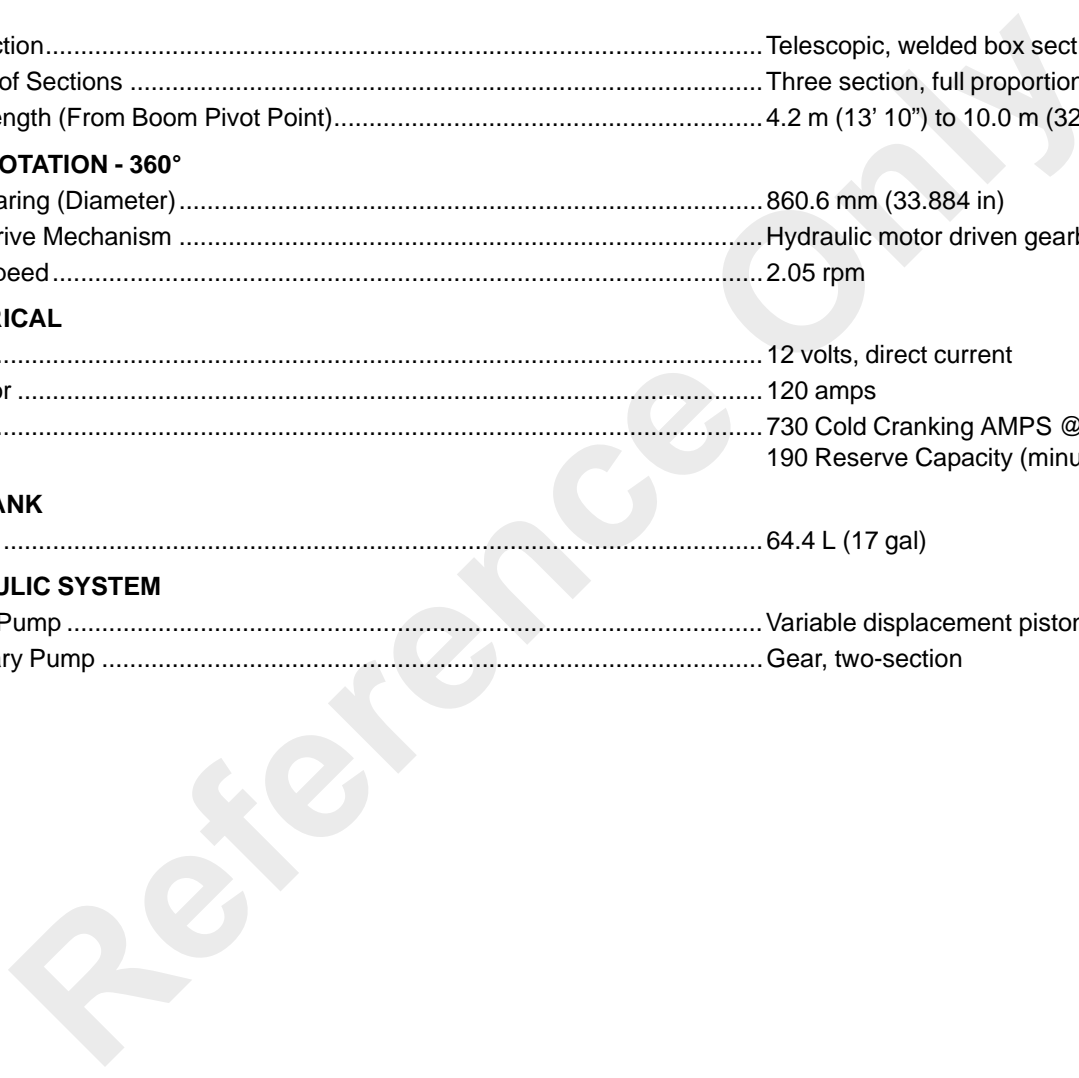 ction.......................................................................................................Telescopic, welded box sect
of Sections ...........................................................................................Three section, full proportion
ength (From Boom Pivot Point)..............................................................4.2 m (13’ 10”) to 10.0 m (32
OTATION - 360°
aring (Diameter)....................................................................................860.6 mm (33.884 in)
rive Mechanism ....................................................................................Hydraulic motor driven gearb
peed......................................................................................................2.05 rpm
RICAL
.............................................................................................................12 volts, direct current
or ...........................................................................................................120 amps
.............................................................................................................730 Cold Cranking AMPS @
190 Reserve Capacity (minu
ANK
.............................................................................................................64.4 L (17 gal)
ULIC SYSTEM
Pump ....................................................................................................Variable displacement piston
ary Pump ...............................................................................................Gear, two-section
Reference Only